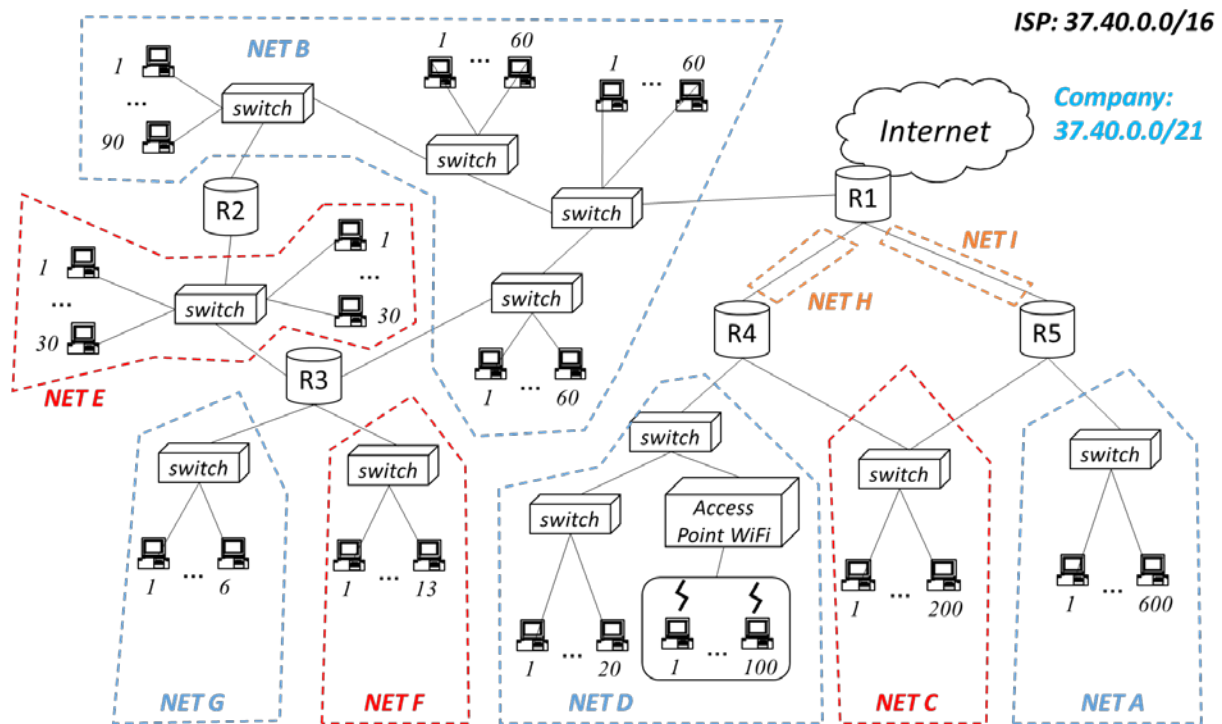 ISP: 37.40.0.0/16
NET B
1 ... 60
1 ... 60
1
...
90
switch
Company:
37.40.0.0/21
Internet
switch
R2
switch
R1
NET I
1
...
30
switch
1
...
30
switch
NET H
R4
R5
R3
1 ... 60
NET E
switch
switch
switch
switch
switch
switch
Access
Point WiFi
1 ... 6
1 ... 13
1 ... 200
1 ... 600
1 ... 20
1 ... 100
NET G
NET F
NET D
NET C
NET A